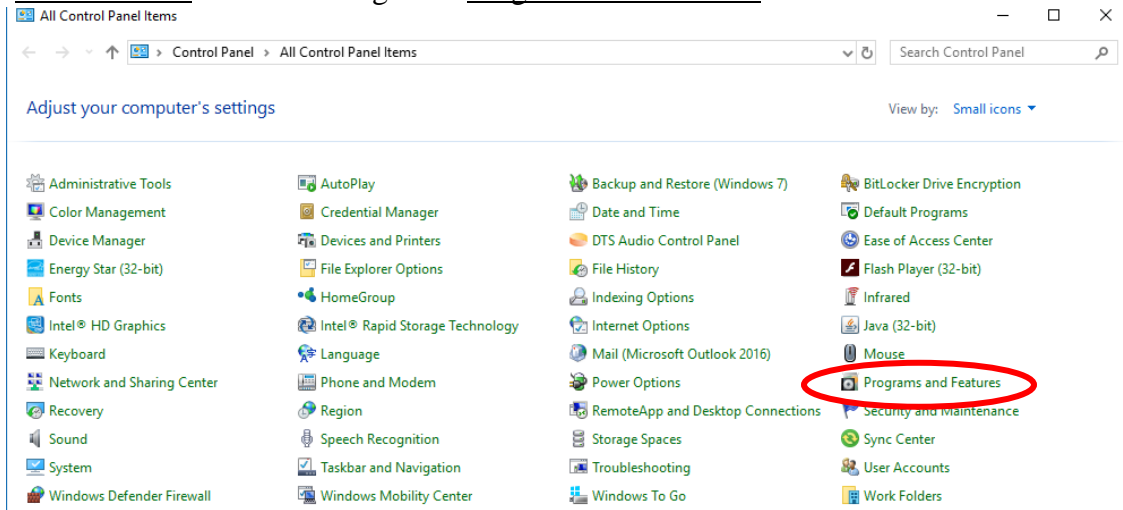 All Control Panel Items
Control Panel > All Control Panel Items
Search Control Panel
Adjust your computer's settings
View by: Small icons
Administrative Tools AutoPlay Backup and Restore (Windows 7) BitLocker Drive Encryption
Color Management Credential Manager Date and Time Default Programs
Device Manager Devices and Printers DTS Audio Control Panel Ease of Access Center
Energy Star (32-bit) File Explorer Options File History Flash Player (32-bit)
Fonts HomeGroup Indexing Options Infrared
Intel® HD Graphics Intel® Rapid Storage Technology Internet Options Java (32-bit)
Keyboard Language Mail (Microsoft Outlook 2016) Mouse
Network and Sharing Center Phone and Modem Power Options Programs and Features
Recovery Region RemoteApp and Desktop Connections Security and Maintenance
Sound Speech Recognition Storage Spaces Sync Center
System Taskbar and Navigation Troubleshooting User Accounts
Windows Defender Firewall Windows Mobility Center Windows To Go Work Folders